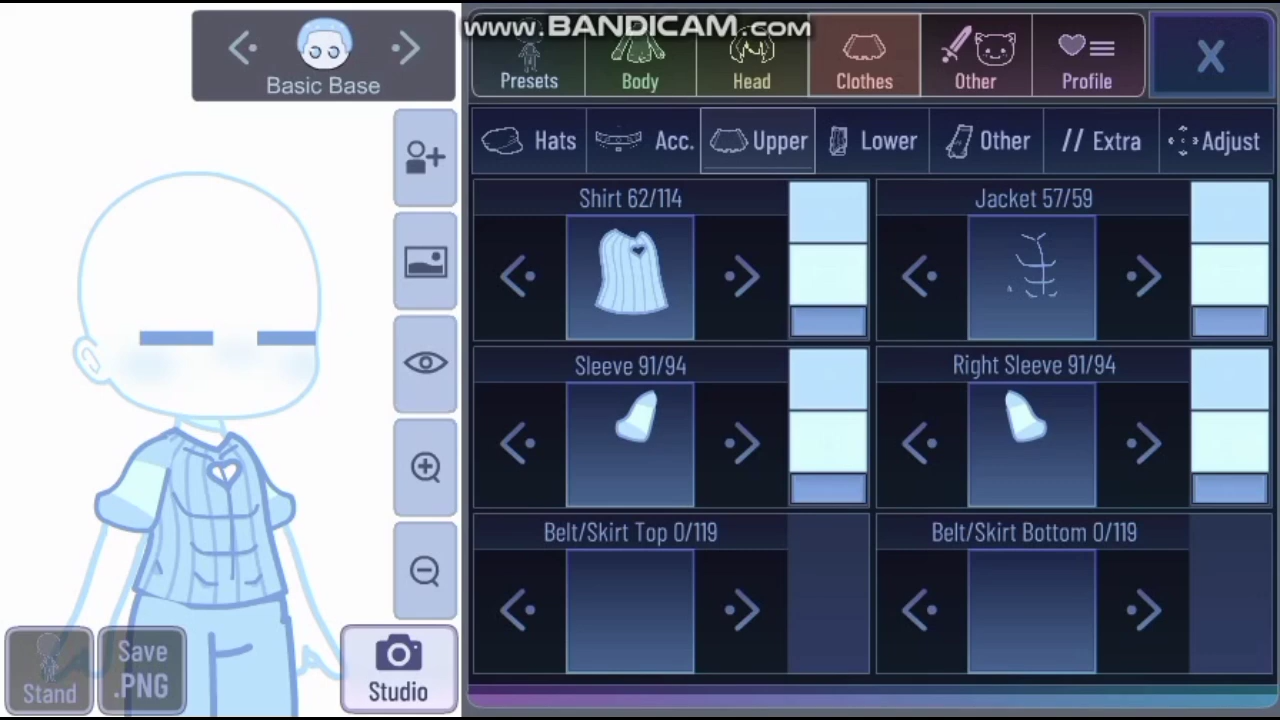 www.BANDICAM.com
Basic Base
Presets
Body
Head
Clothes
Other
Profile
X
Hats
Acc.
Upper
Lower
Other
// Extra
Adjust
Shirt 62/114
Jacket 57/59
Sleeve 91/94
Right Sleeve 91/94
Belt/Skirt Top 0/119
Belt/Skirt Bottom 0/119
Stand
Save
.PNG
Studio